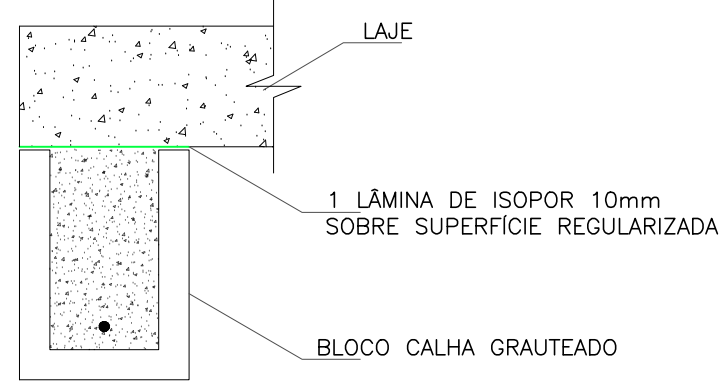 LAJE
1 LÂMINA DE ISOPOR 10mm
SOBRE SUPERFÍCIE REGULARIZADA
BLOCO CALHA GRAUTEADO